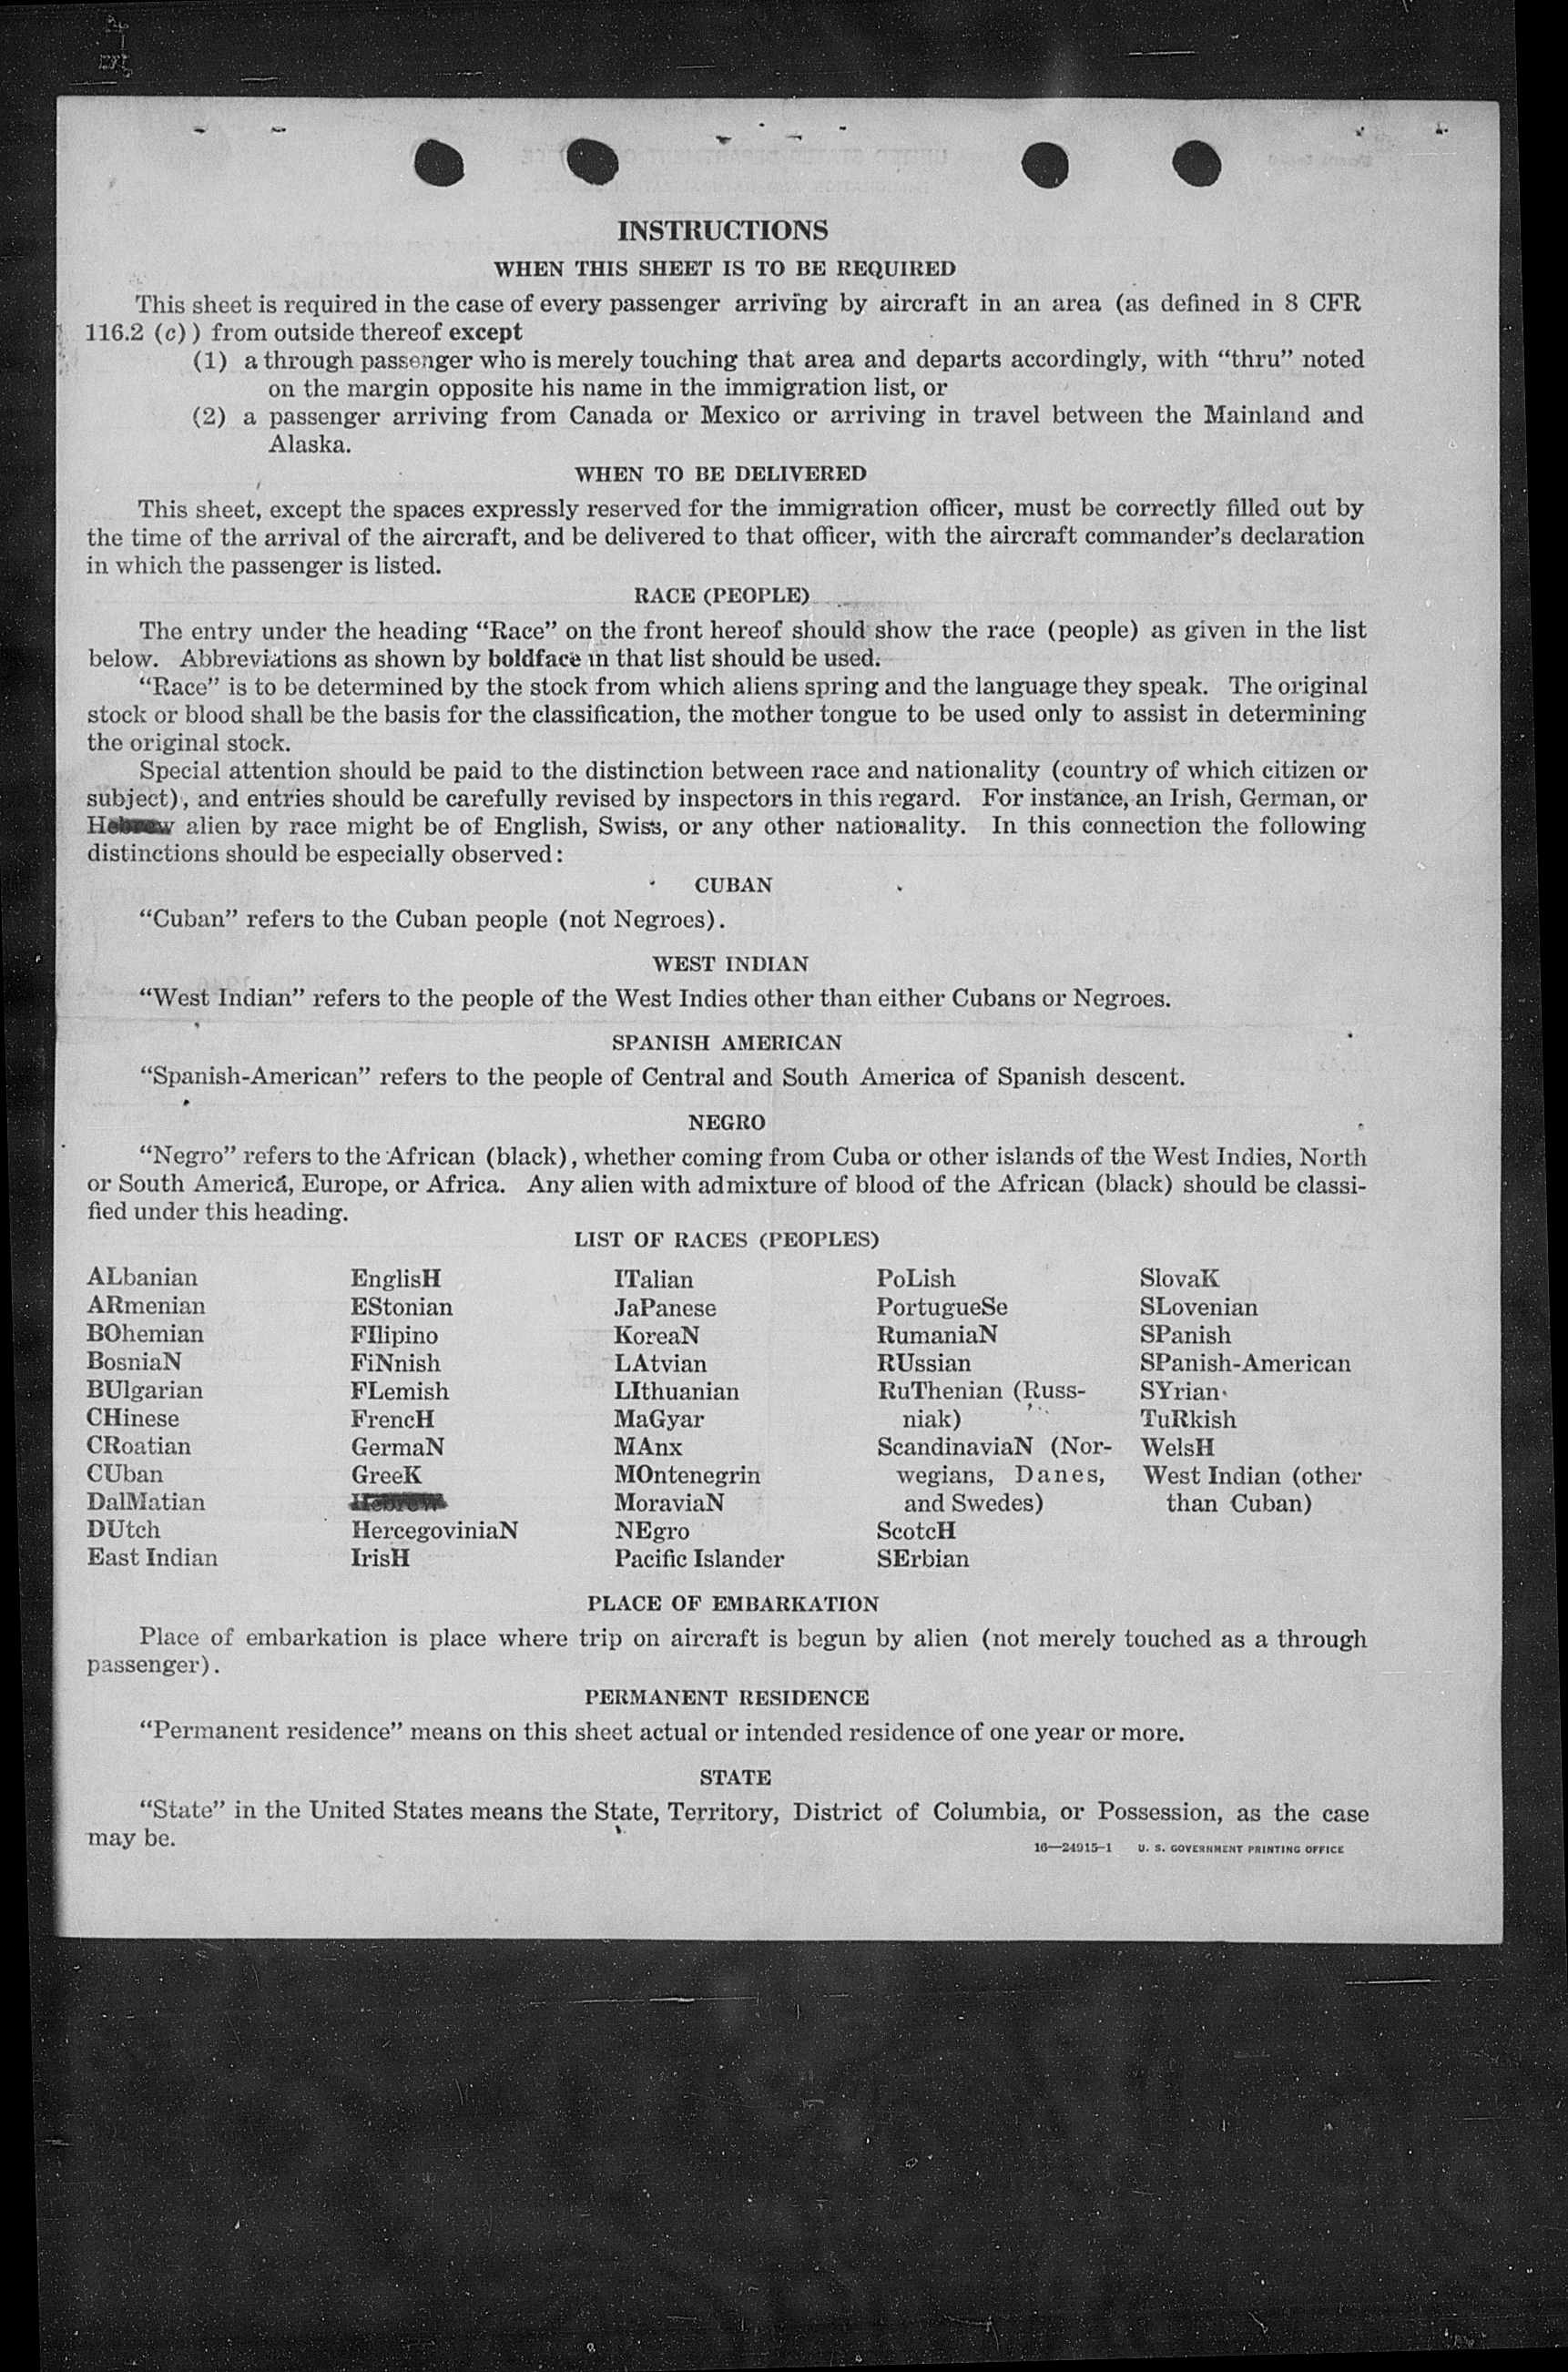 INSTRUCTIONS
WHEN THIS SHEET IS TO BE REQUIRED
This sheet is required in the case of every passenger arriving by aircraft in an area (as defined in 8 CFR
116.2 (c)) from outside thereof except
(1) a through passenger who is merely touching that area and departs accordingly, with “thru” noted
on the margin opposite his name in the immigration list, or
(2) a passenger arriving from Canada or Mexico or arriving in travel between the Mainland and
Alaska.
WHEN TO BE DELIVERED
This sheet, except the spaces expressly reserved for the immigration officer, must be correctly filled out by
the time of the arrival of the aircraft, and be delivered to that officer, with the aircraft commander’s declaration
in which the passenger is listed.
RACE (PEOPLE)
The entry under the heading “Race” on the front hereof should show the race (people) as given in the list
below. Abbreviations as shown by boldface in that list should be used.
“Race” is to be determined by the stock from which aliens spring and the language they speak. The original
stock or blood shall be the basis for the classification, the mother tongue to be used only to assist in determining
the original stock.
Special attention should be paid to the distinction between race and nationality (country of which citizen or
subject), and entries should be carefully revised by inspectors in this regard. For instance, an Irish, German, or
Hebrew alien by race might be of English, Swiss, or any other nationality. In this connection the following
distinctions should be especially observed:
CUBAN
“Cuban” refers to the Cuban people (not Negroes).
WEST INDIAN
“West Indian” refers to the people of the West Indies other than either Cubans or Negroes.
SPANISH AMERICAN
“Spanish-American” refers to the people of Central and South America of Spanish descent.
NEGRO
“Negro” refers to the African (black), whether coming from Cuba or other islands of the West Indies, North
or South America, Europe, or Africa. Any alien with admixture of blood of the African (black) should be classi-
fied under this heading.
LIST OF RACES (PEOPLES)
ALbanian
ARmenian
BOhemian
BosniaN
BUlgarian
CHinese
CRoatian
CUban
DalMatian
DUtch
East Indian
EnglisH
EStonian
FIlipino
FiNnish
FLemish
FrencH
GermaN
GreeK
HebreW
HercegoviniaN
IrisH
ITalian
JaPanese
KoreaN
LAtvian
LIthuanian
MaGyar
MAnx
MOntenegrin
MoraviaN
NEgro
Pacific Islander
PoLish
PortugueSe
RumaniaN
RUssian
RuThenian (Russ-
niak)
ScandinaviaN (Nor-
wegians, Danes,
and Swedes)
ScotcH
SErbian
SlovaK
SLovenian
SPanish
SPanish-American
SYrian
TuRkish
WelsH
West Indian (other
than Cuban)
PLACE OF EMBARKATION
Place of embarkation is place where trip on aircraft is begun by alien (not merely touched as a through
passenger).
PERMANENT RESIDENCE
“Permanent residence” means on this sheet actual or intended residence of one year or more.
STATE
“State” in the United States means the State, Territory, District of Columbia, or Possession, as the case
may be.
16—24915-1 U. S. GOVERNMENT PRINTING OFFICE